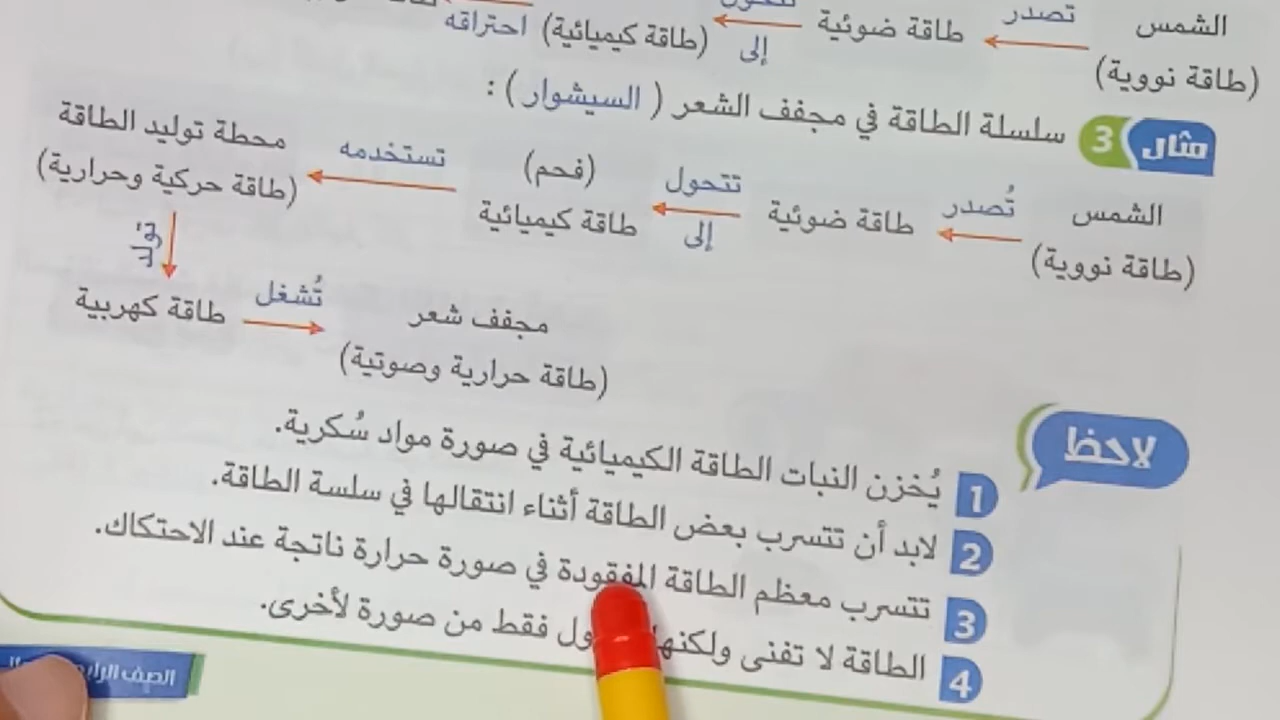 الشمس تصدر طاقة ضوئية تتحول إلى (طاقة كيميائية) احتراقه
(طاقة نووية)
مثال 3 سلسلة الطاقة في مجفف الشعر ( السيشوار ) :
الشمس تُصدر طاقة ضوئية تتحول إلى (فحم) تستخدمه محطة توليد الطاقة
(طاقة نووية) طاقة كيميائية (طاقة حركية وحرارية)
مجفف شعر تُشغل طاقة كهربية
(طاقة حرارية وصوتية)
لاحظ
1 يُخزن النبات الطاقة الكيميائية في صورة مواد سُكرية.
2 لابد أن تتسرب بعض الطاقة أثناء انتقالها في سلسة الطاقة.
3 تتسرب معظم الطاقة المفقودة في صورة حرارة ناتجة عند الاحتكاك.
4 الطاقة لا تفنى ولكنها فقط من صورة لأخرى.
الصف